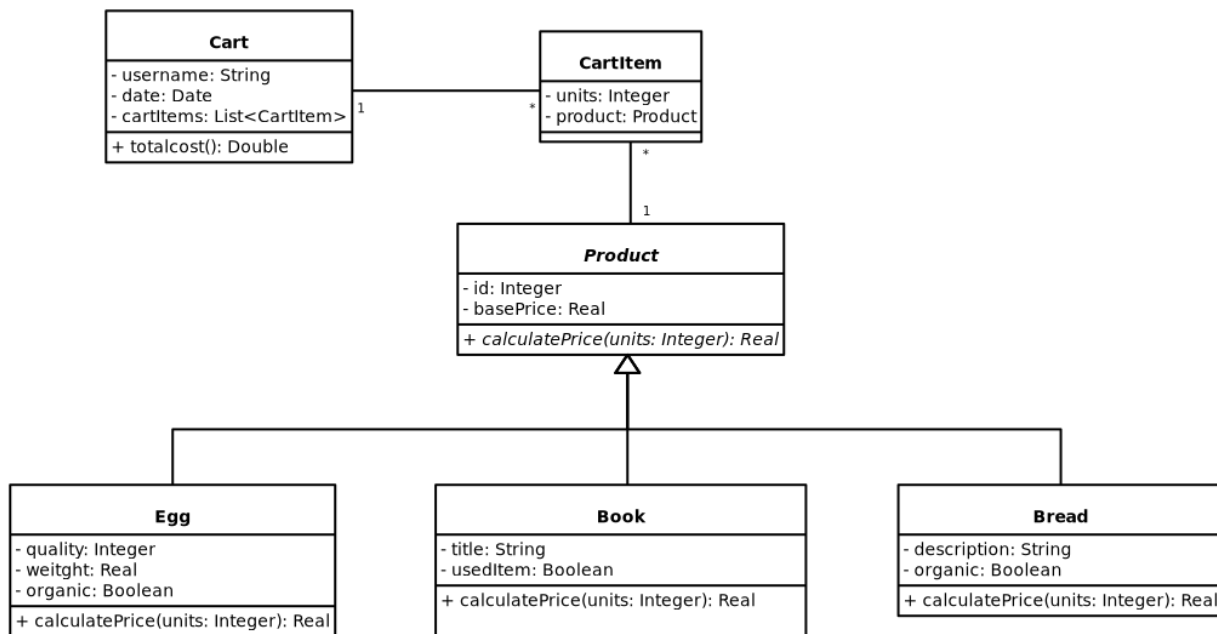 Cart
- username: String
- date: Date
- cartItems: List<CartItem>
+ totalcost(): Double
1
*
CartItem
- units: Integer
- product: Product
*
1
Product
- id: Integer
- basePrice: Real
+ calculatePrice(units: Integer): Real
Egg
- quality: Integer
- weitght: Real
- organic: Boolean
+ calculatePrice(units: Integer): Real
Book
- title: String
- usedItem: Boolean
+ calculatePrice(units: Integer): Real
Bread
- description: String
- organic: Boolean
+ calculatePrice(units: Integer): Real